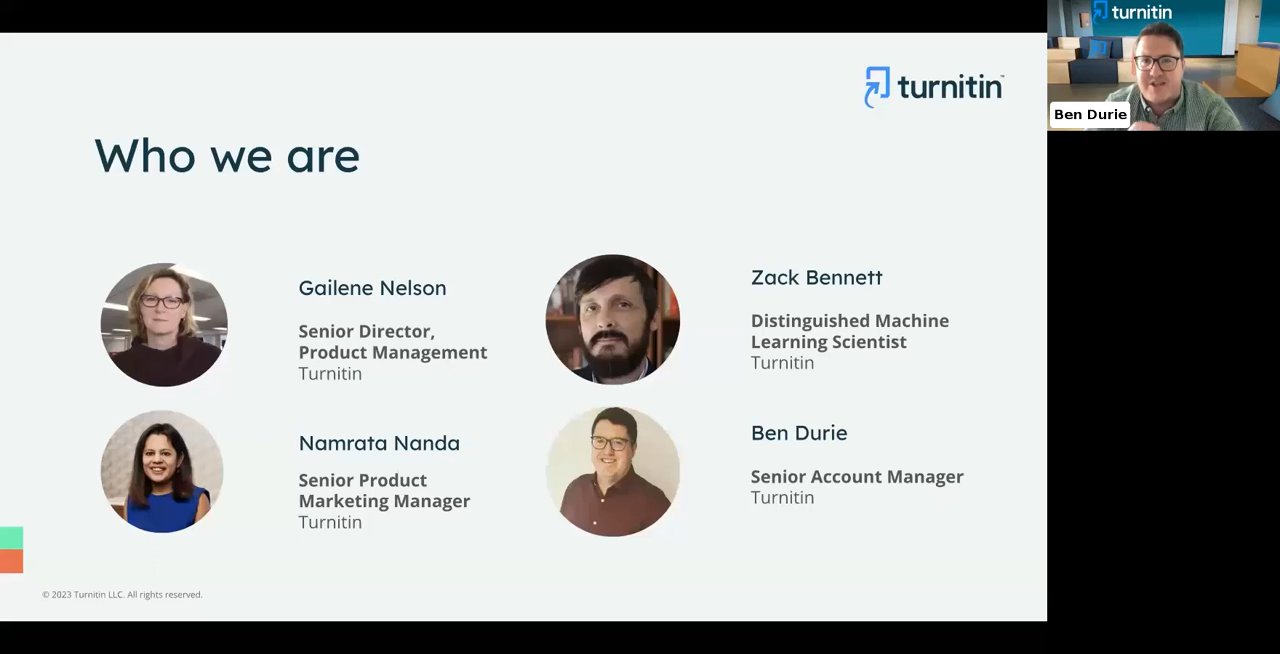 turnitin
Ben Durie
turnitin™
Who we are
Gailene Nelson
Senior Director,
Product Management
Turnitin
Zack Bennett
Distinguished Machine
Learning Scientist
Turnitin
Namrata Nanda
Senior Product
Marketing Manager
Turnitin
Ben Durie
Senior Account Manager
Turnitin
© 2023 Turnitin LLC. All rights reserved.